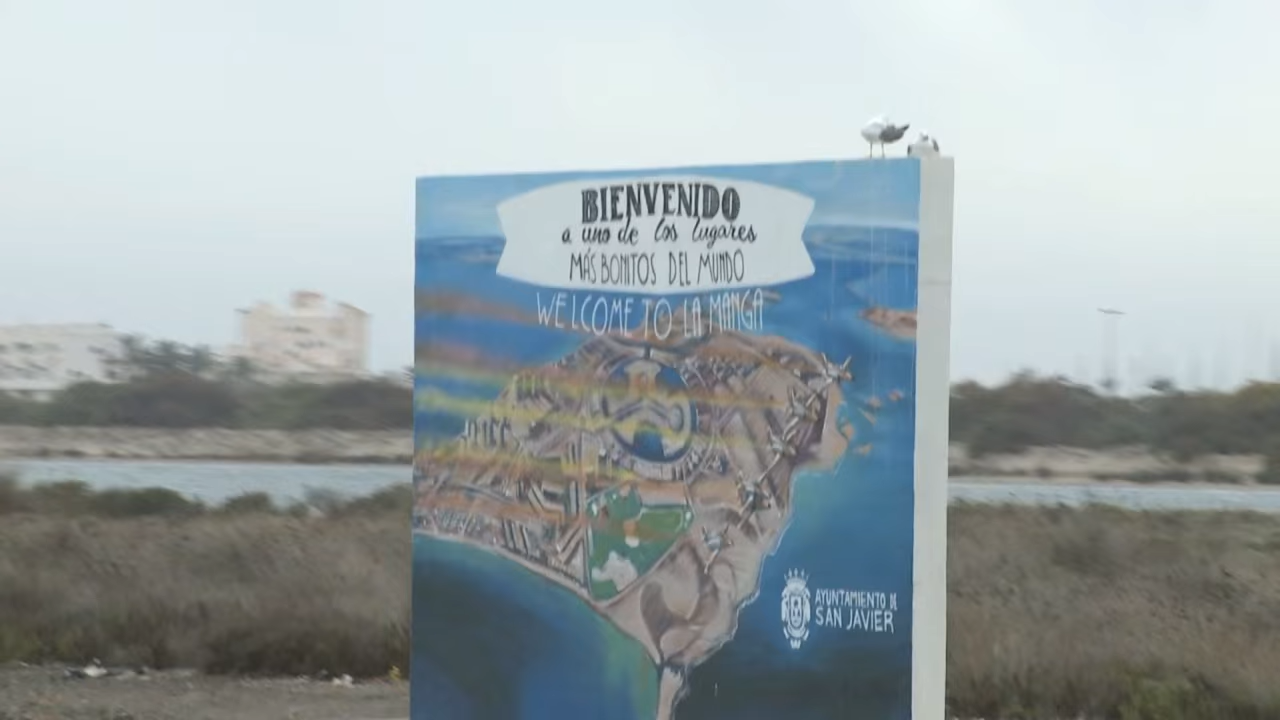 BIENVENIDO
a uno de los lugares
MÁS BONITOS DEL MUNDO
WELCOME TO LA MANGA
AYUNTAMIENTO DE
SAN JAVIER